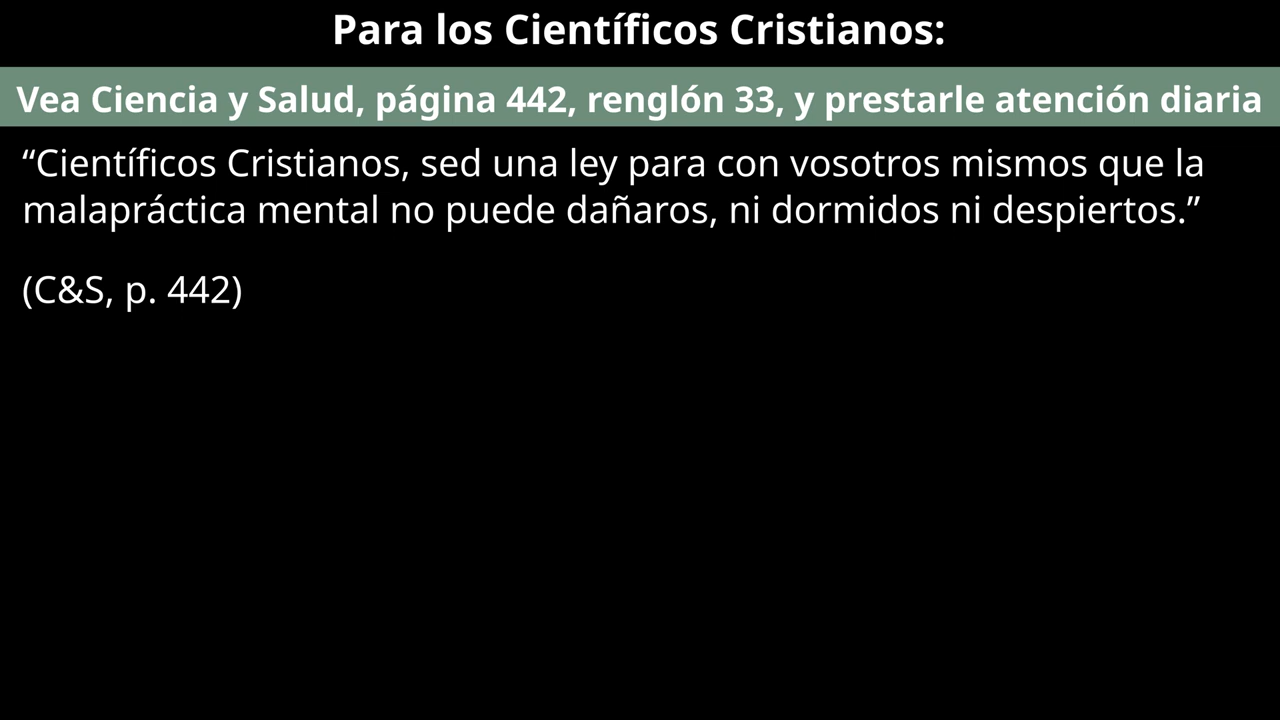 Para los Científicos Cristianos:
Vea Ciencia y Salud, página 442, renglón 33, y prestarle atención diaria
“Científicos Cristianos, sed una ley para con vosotros mismos que la
malapráctica mental no puede dañaros, ni dormidos ni despiertos.”
(C&S, p. 442)